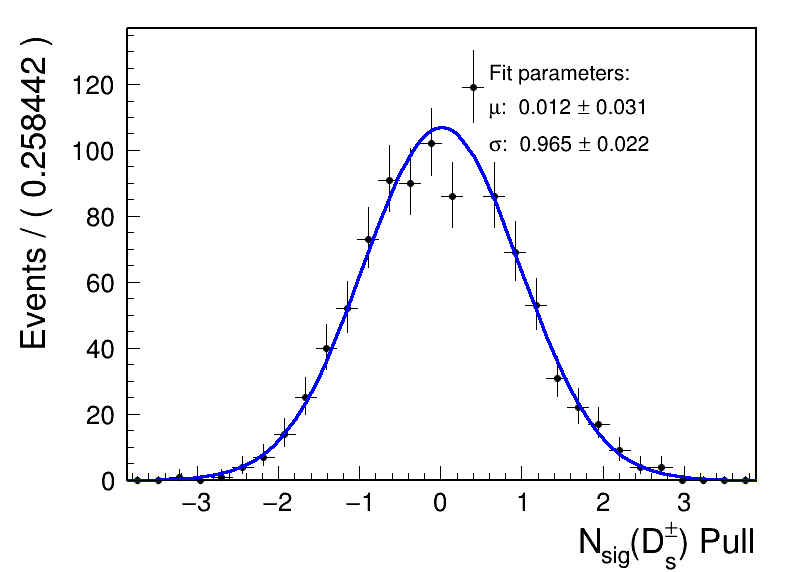 Events / ( 0.258442 )
120
100
80
60
40
20
0
Fit parameters:
μ: 0.012 ± 0.031
σ: 0.965 ± 0.022
−3 −2 −1 0 1 2 3
N_sig(D_s^±) Pull